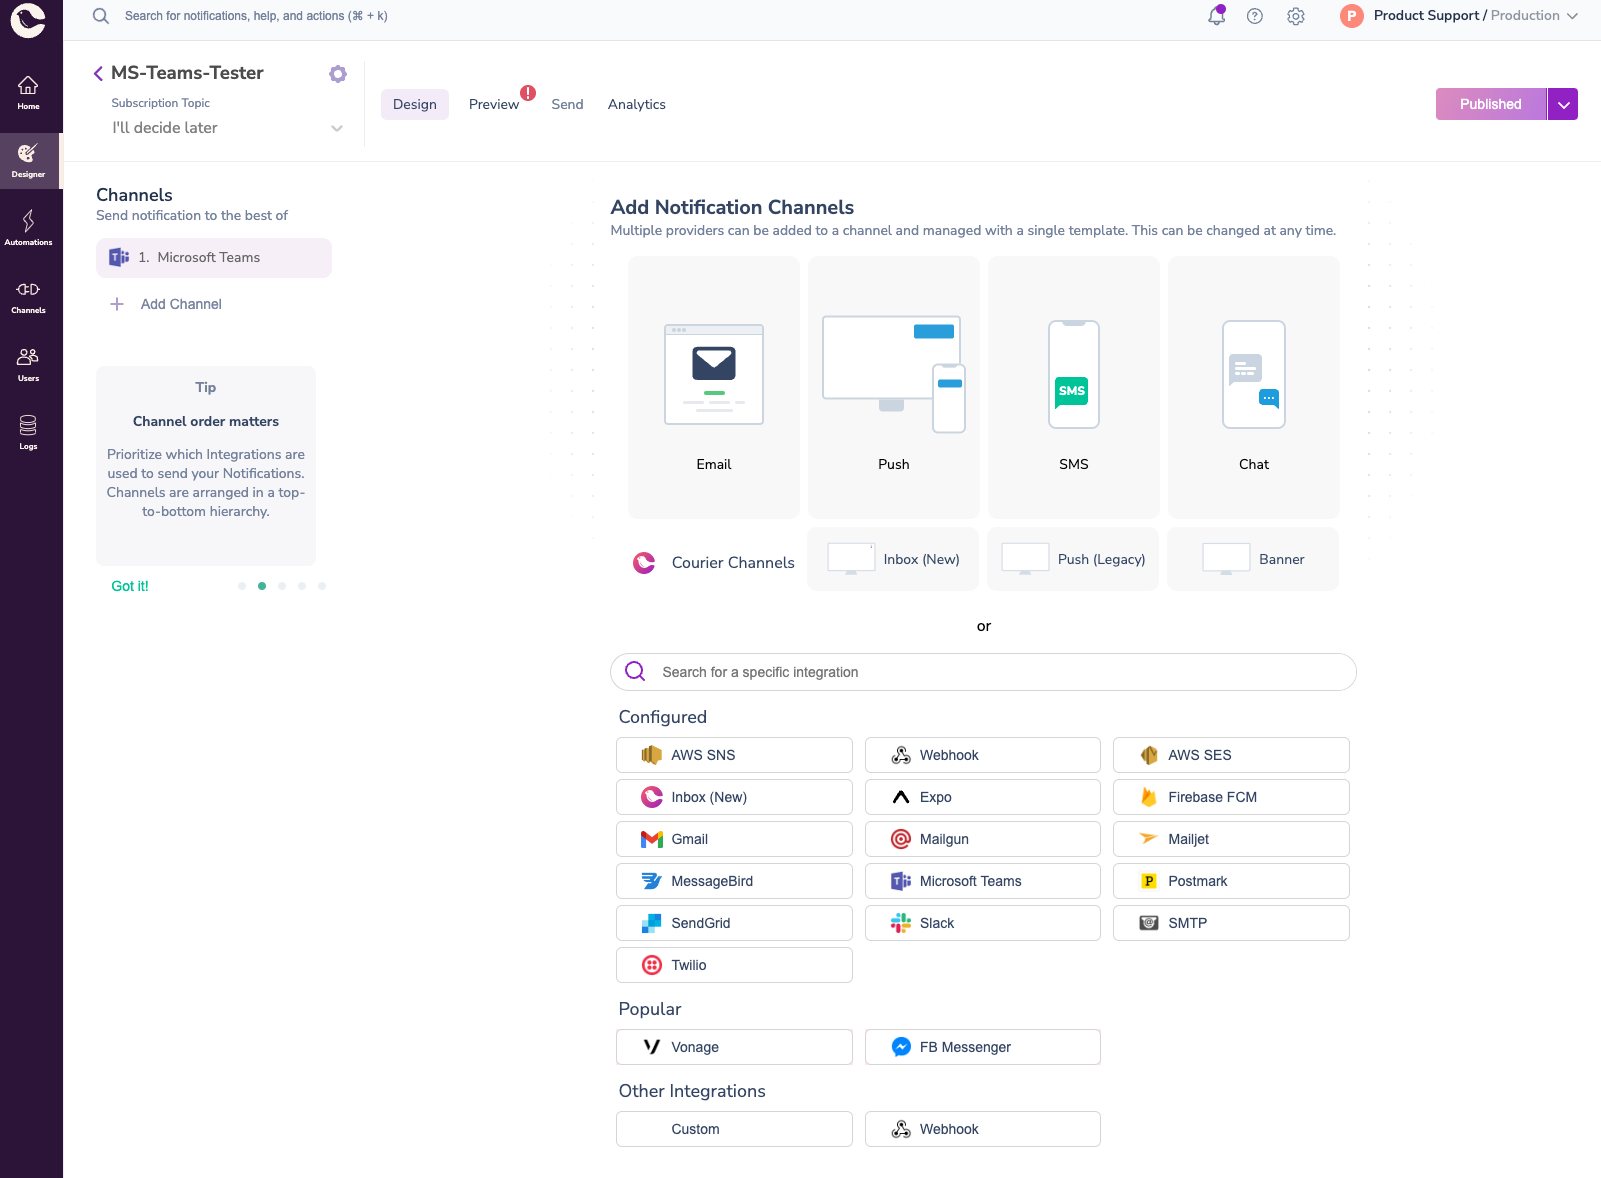 Search for notifications, help, and actions (⌘ + k)
P Product Support / Production
Home
Designer
Automations
Channels
Users
Logs
MS-Teams-Tester
Subscription Topic
I'll decide later
Design
Preview
!
Send
Analytics
Published
Channels
Send notification to the best of
1. Microsoft Teams
Add Channel
Tip
Channel order matters
Prioritize which Integrations are
used to send your Notifications.
Channels are arranged in a top-
to-bottom hierarchy.
Got it!
Add Notification Channels
Multiple providers can be added to a channel and managed with a single template. This can be changed at any time.
Email
Push
SMS
SMS
Chat
Courier Channels
Inbox (New)
Push (Legacy)
Banner
or
Search for a specific integration
Configured
AWS SNS
Webhook
AWS SES
Inbox (New)
Expo
Firebase FCM
Gmail
Mailgun
Mailjet
MessageBird
Microsoft Teams
Postmark
SendGrid
Slack
SMTP
Twilio
Popular
Vonage
FB Messenger
Other Integrations
Custom
Webhook